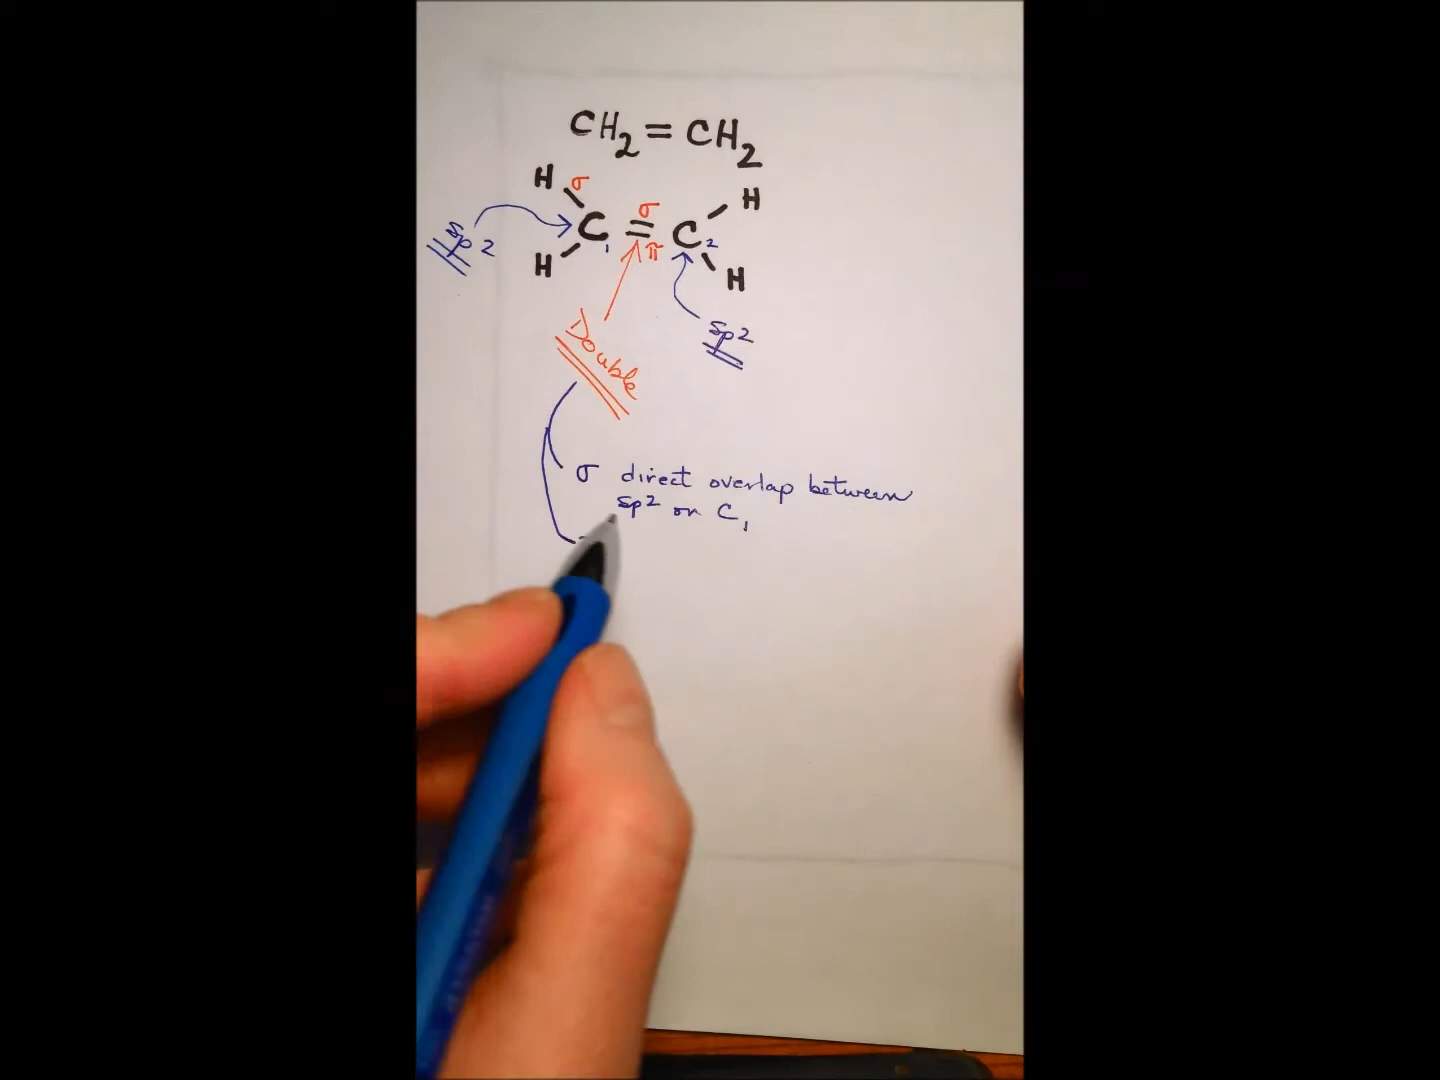 CH2 = CH2
H σ H
σ
sp2 C1 = C2
π
H H
sp2
Double
σ direct overlap between
sp2 on C1